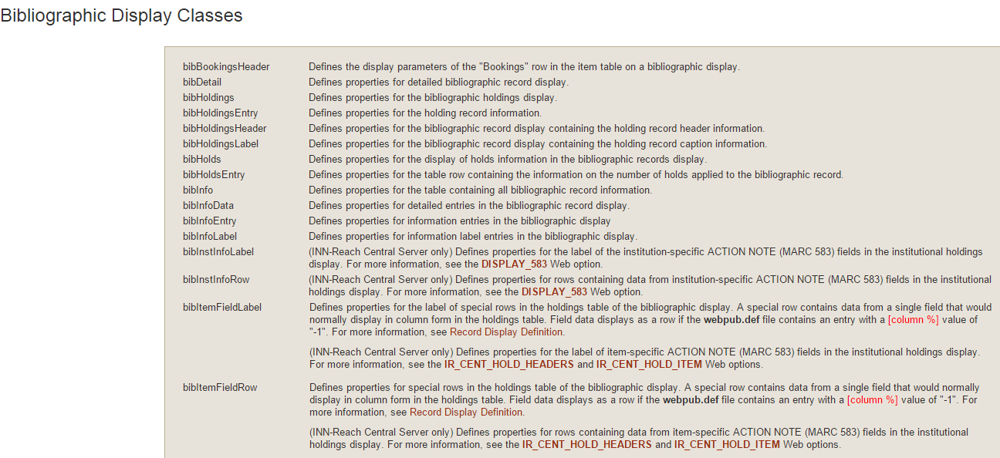 Bibliographic Display Classes
bibBookingsHeader Defines the display parameters of the "Bookings" row in the item table on a bibliographic display.
bibDetail Defines properties for detailed bibliographic record display.
bibHoldings Defines properties for the bibliographic holdings display.
bibHoldingsEntry Defines properties for the holding record information.
bibHoldingsHeader Defines properties for the bibliographic record display containing the holding record header information.
bibHoldingsLabel Defines properties for the bibliographic record display containing the holding record caption information.
bibHolds Defines properties for the display of holds information in the bibliographic records display.
bibHoldsEntry Defines properties for the table row containing the information on the number of holds applied to the bibliographic record.
bibInfo Defines properties for the table containing all bibliographic record information.
bibInfoData Defines properties for detailed entries in the bibliographic record display.
bibInfoEntry Defines properties for information entries in the bibliographic display
bibInfoLabel Defines properties for information label entries in the bibliographic display.
bibInstInfoLabel (INN-Reach Central Server only) Defines properties for the label of the institution-specific ACTION NOTE (MARC 583) fields in the institutional holdings
display. For more information, see the DISPLAY_583 Web option.
bibInstInfoRow (INN-Reach Central Server only) Defines properties for rows containing data from institution-specific ACTION NOTE (MARC 583) fields in the institutional
holdings display. For more information, see the DISPLAY_583 Web option.
bibItemFieldLabel Defines properties for the label of special rows in the holdings table of the bibliographic display. A special row contains data from a single field that would
normally display in column form in the holdings table. Field data displays as a row if the webpub.def file contains an entry with a [column %] value of
"-1". For more information, see Record Display Definition.
(INN-Reach Central Server only) Defines properties for the label of item-specific ACTION NOTE (MARC 583) fields in the institutional holdings display.
For more information, see the IR_CENT_HOLD_HEADERS and IR_CENT_HOLD_ITEM Web options.
bibItemFieldRow Defines properties for special rows in the holdings table of the bibliographic display. A special row contains data from a single field that would normally
display in column form in the holdings table. Field data displays as a row if the webpub.def file contains an entry with a [column %] value of "-1". For
more information, see Record Display Definition.
(INN-Reach Central Server only) Defines properties for rows containing data from item-specific ACTION NOTE (MARC 583) fields in the institutional
holdings display. For more information, see the IR_CENT_HOLD_HEADERS and IR_CENT_HOLD_ITEM Web options.